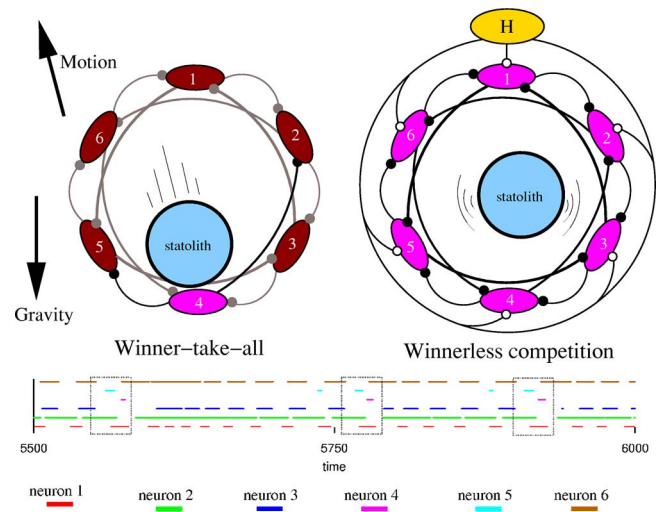 H
Motion
1
1
6
2
6
2
statolith
statolith
5
3
5
3
4
4
Gravity
Winner-take-all
Winnerless competition
5500
5750
6000
time
neuron 1
neuron 2
neuron 3
neuron 4
neuron 5
neuron 6